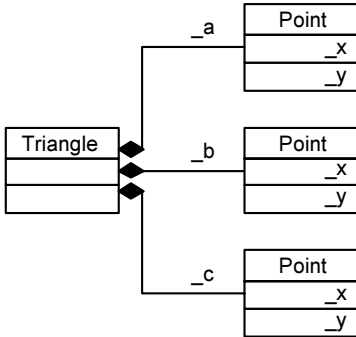 _a
Point
_x
_y
Triangle
_b
Point
_x
_y
_c
Point
_x
_y